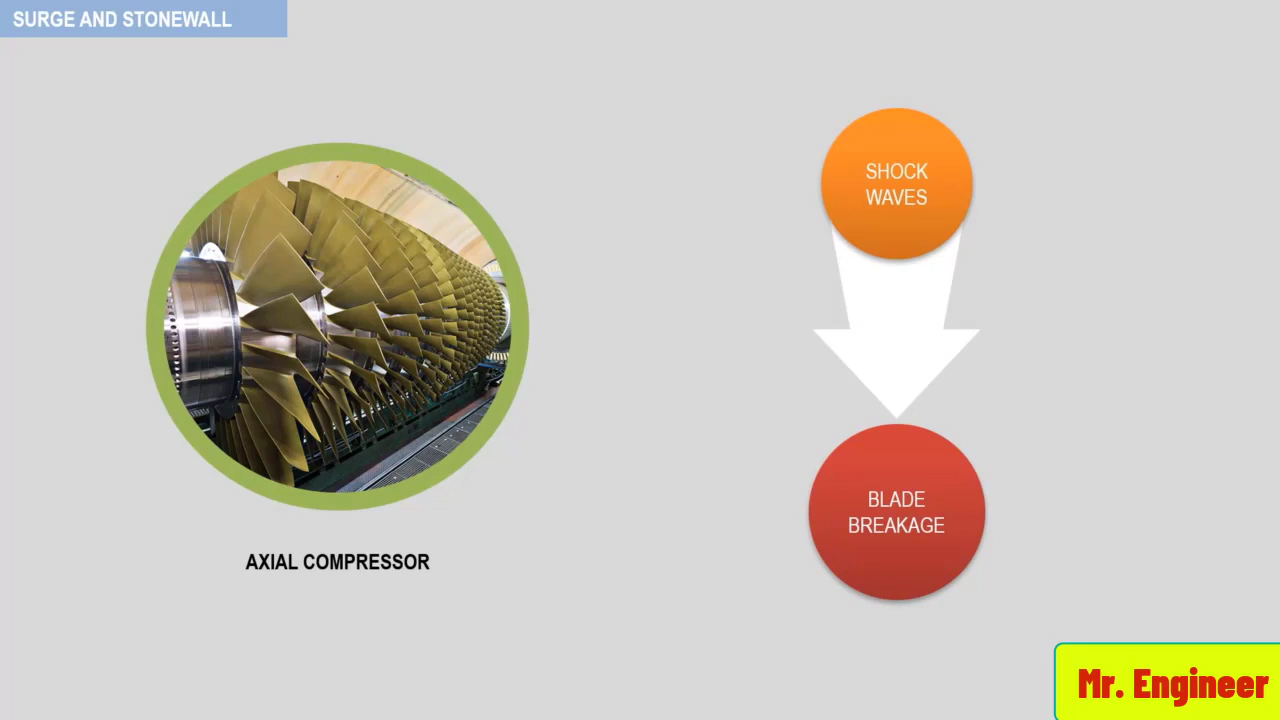 SURGE AND STONEWALL
SHOCK
WAVES
BLADE
BREAKAGE
AXIAL COMPRESSOR
Mr. Engineer